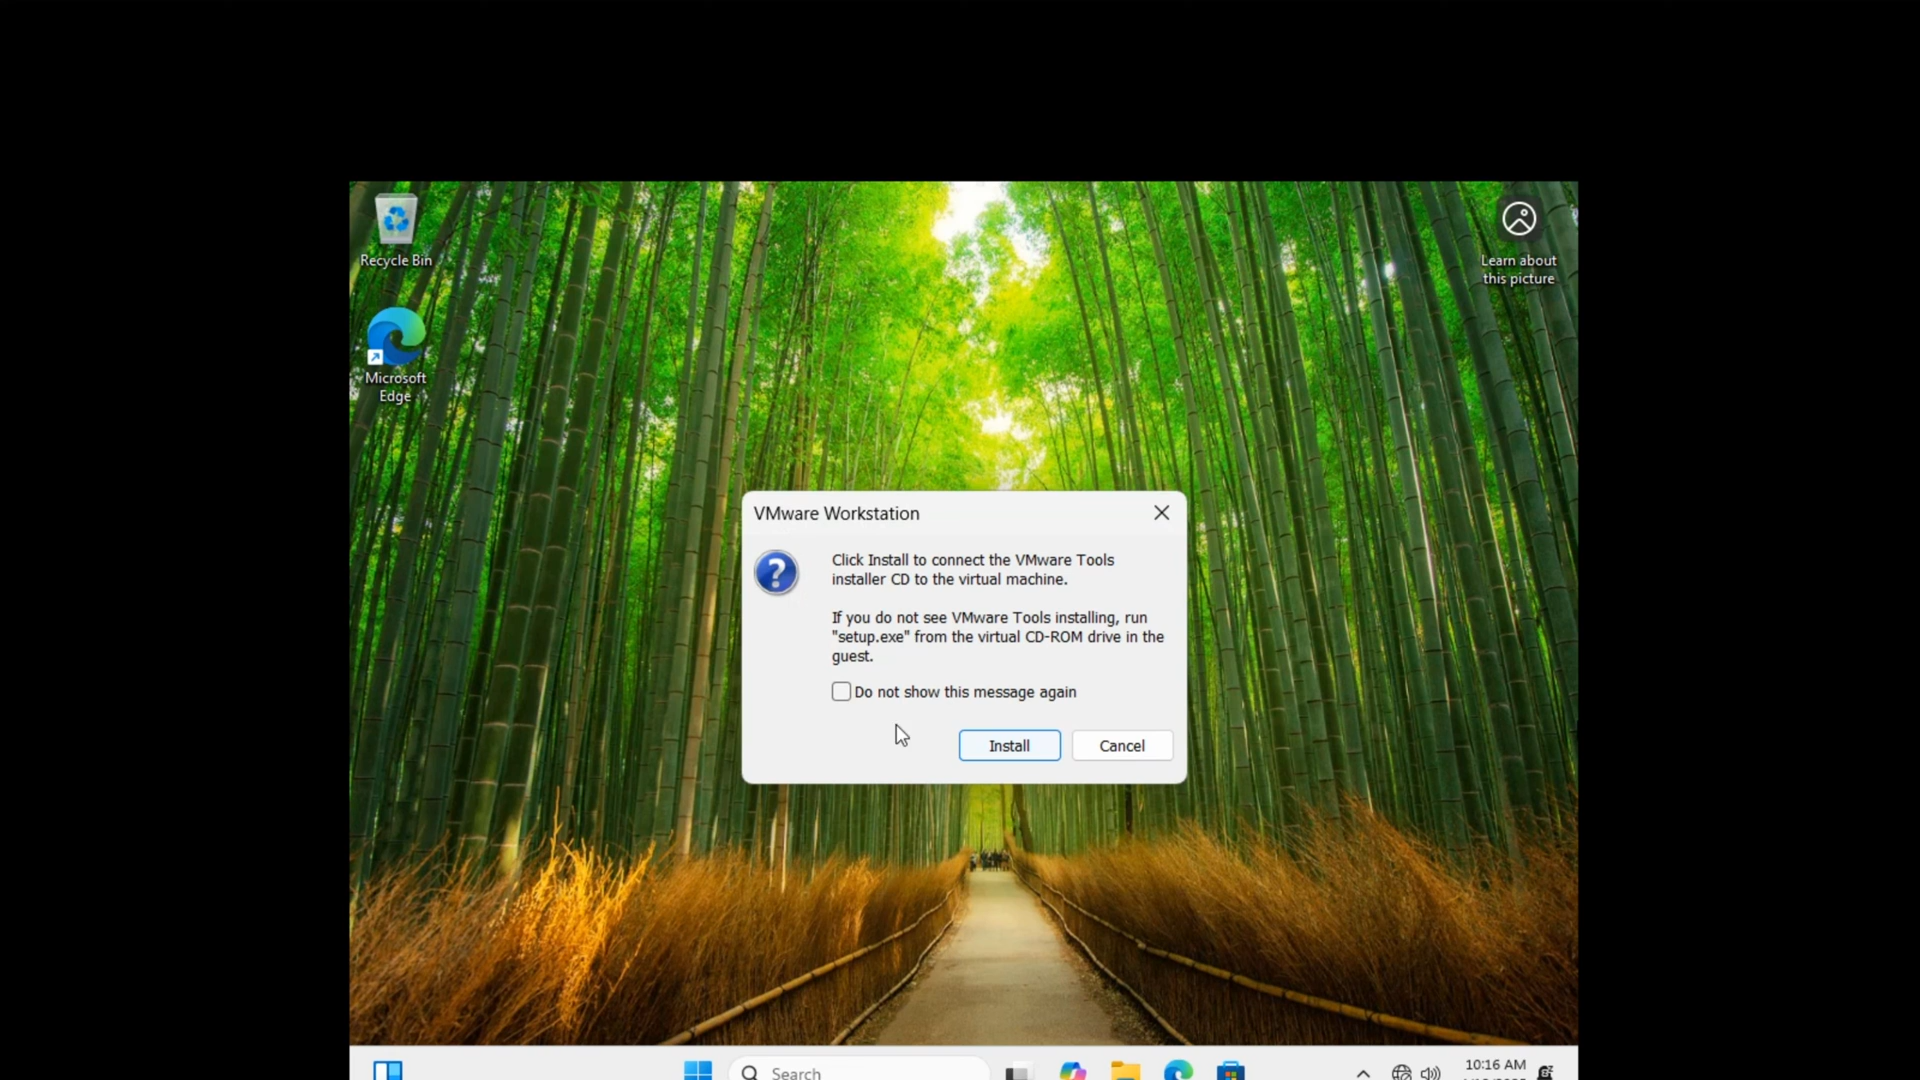 Recycle Bin
Learn about
this picture
Microsoft
Edge
VMware Workstation
Click Install to connect the VMware Tools
installer CD to the virtual machine.
If you do not see VMware Tools installing, run
"setup.exe" from the virtual CD-ROM drive in the
guest.
Do not show this message again
Install
Cancel
Search
10:16 AM